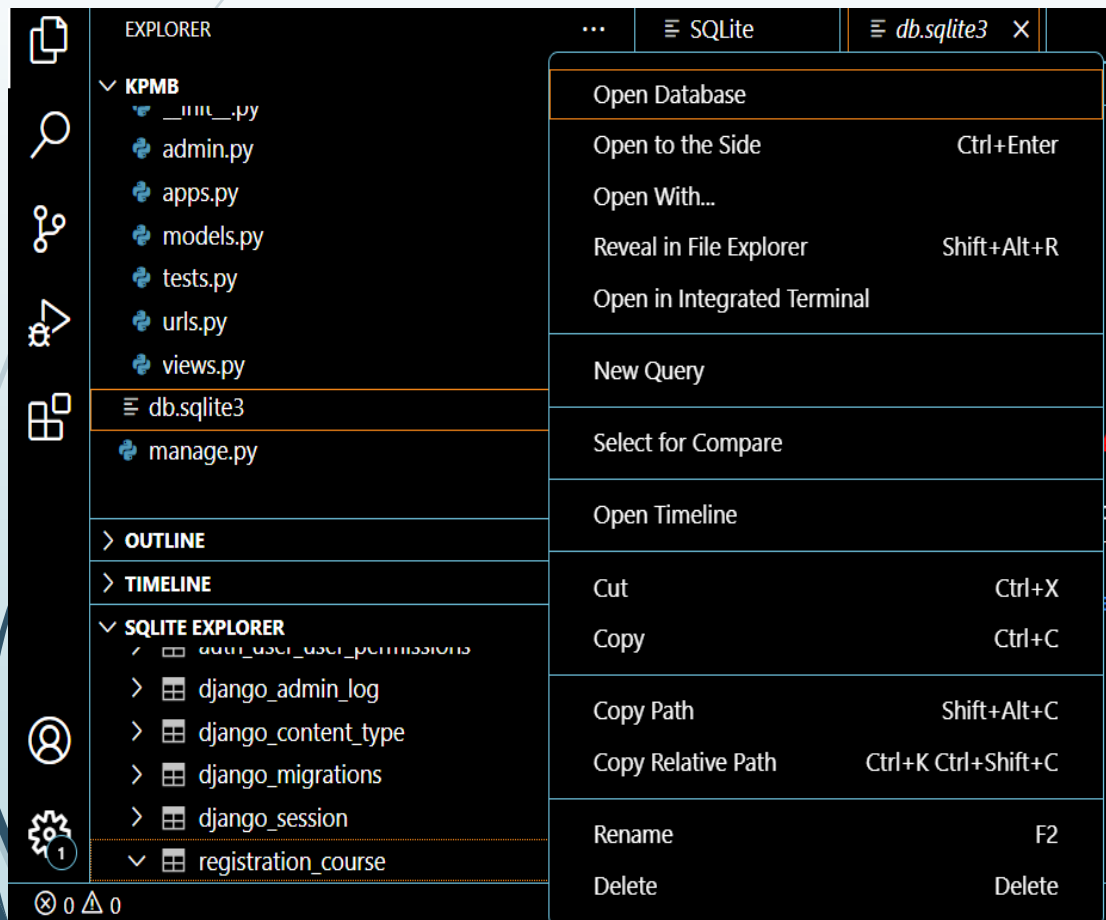 EXPLORER
...
SQLite
db.sqlite3
KPMB
__init__.py
admin.py
apps.py
models.py
tests.py
urls.py
views.py
db.sqlite3
manage.py
OUTLINE
TIMELINE
SQLITE EXPLORER
auth_user_user_permissions
django_admin_log
django_content_type
django_migrations
django_session
registration_course
1
0 0
Open Database
Open to the Side Ctrl+Enter
Open With...
Reveal in File Explorer Shift+Alt+R
Open in Integrated Terminal
New Query
Select for Compare
Open Timeline
Cut Ctrl+X
Copy Ctrl+C
Copy Path Shift+Alt+C
Copy Relative Path Ctrl+K Ctrl+Shift+C
Rename F2
Delete Delete